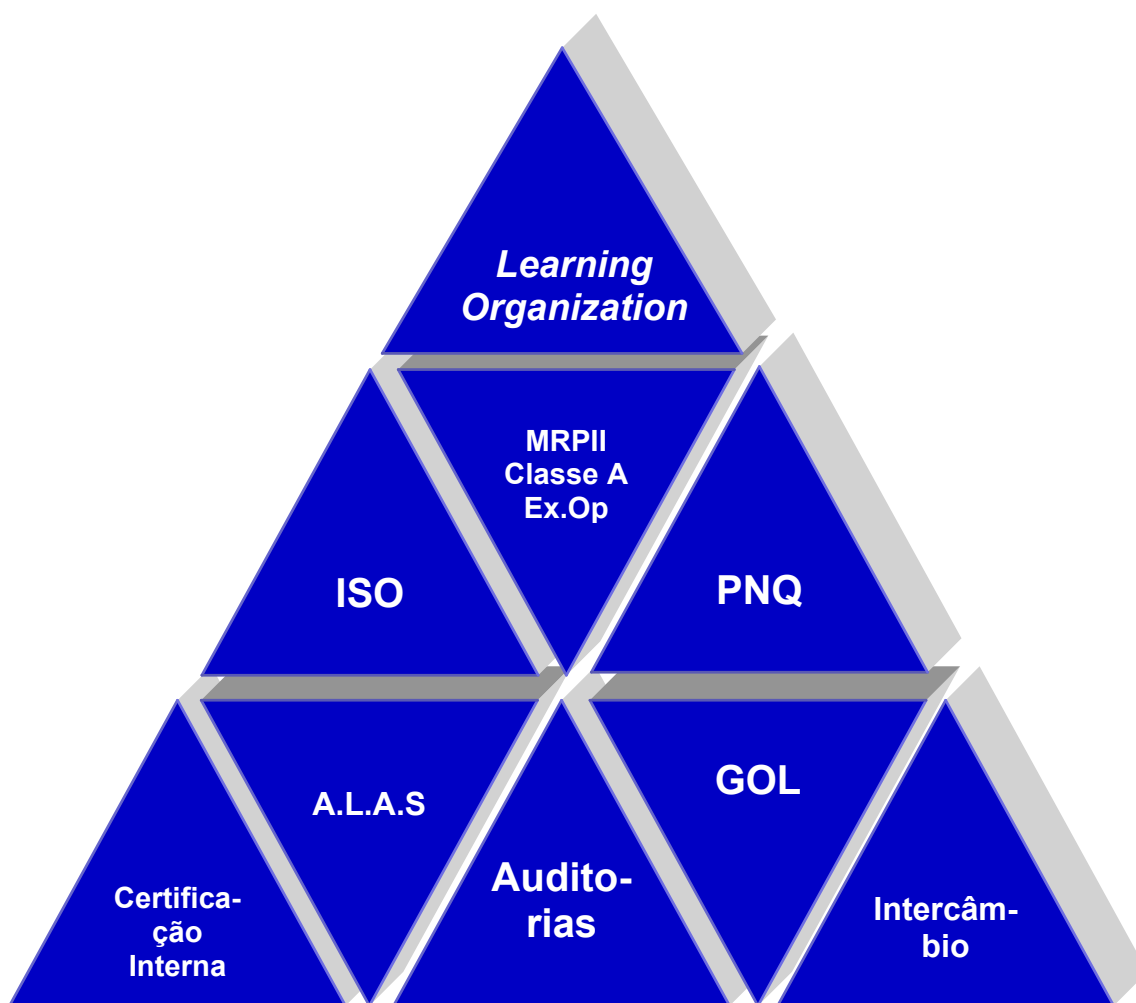 Learning
Organization
MRPII
Classe A
Ex.Op
ISO
PNQ
A.L.A.S
GOL
Certifica-
ção
Interna
Audito-
rias
Intercâm-
bio